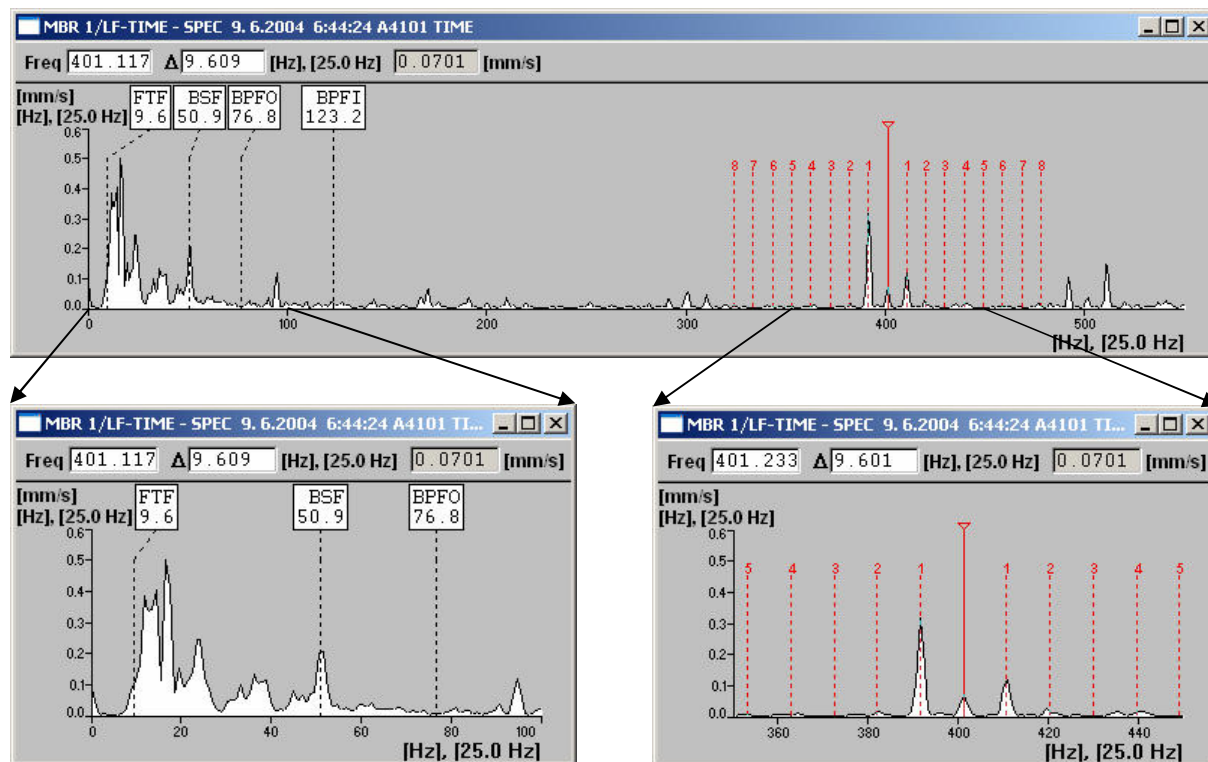 MBR 1/LF-TIME - SPEC 9. 6.2004 6:44:24 A4101 TIME
Freq 401.117 Δ 9.609 [Hz], [25.0 Hz] 0.0701 [mm/s]
[mm/s] FTF BSF BPFO BPFI
[Hz], [25.0 Hz] 9.6 50.9 76.8 123.2
0.6
0.5
8 7 6 5 4 3 2 1 1 2 3 4 5 6 7 8
0.4
0.3
0.2
0.1
0.0
0 100 200 300 400 500
[Hz], [25.0 Hz]
MBR 1/LF-TIME - SPEC 9. 6.2004 6:44:24 A4101 TI...
Freq 401.117 Δ 9.609 [Hz], [25.0 Hz] 0.0701 [mm/s]
[mm/s] FTF BSF BPFO
[Hz], [25.0 Hz] 9.6 50.9 76.8
0.6
0.5
0.4
0.3
0.2
0.1
0.0
0 20 40 60 80 100
[Hz], [25.0 Hz]
MBR 1/LF-TIME - SPEC 9. 6.2004 6:44:24 A4101 TI...
Freq 401.233 Δ 9.601 [Hz], [25.0 Hz] 0.0701 [mm/s]
[mm/s]
[Hz], [25.0 Hz]
0.6
0.5
5 4 3 2 1 1 2 3 4 5
0.4
0.3
0.2
0.1
0.0
360 380 400 420 440
[Hz], [25.0 Hz]